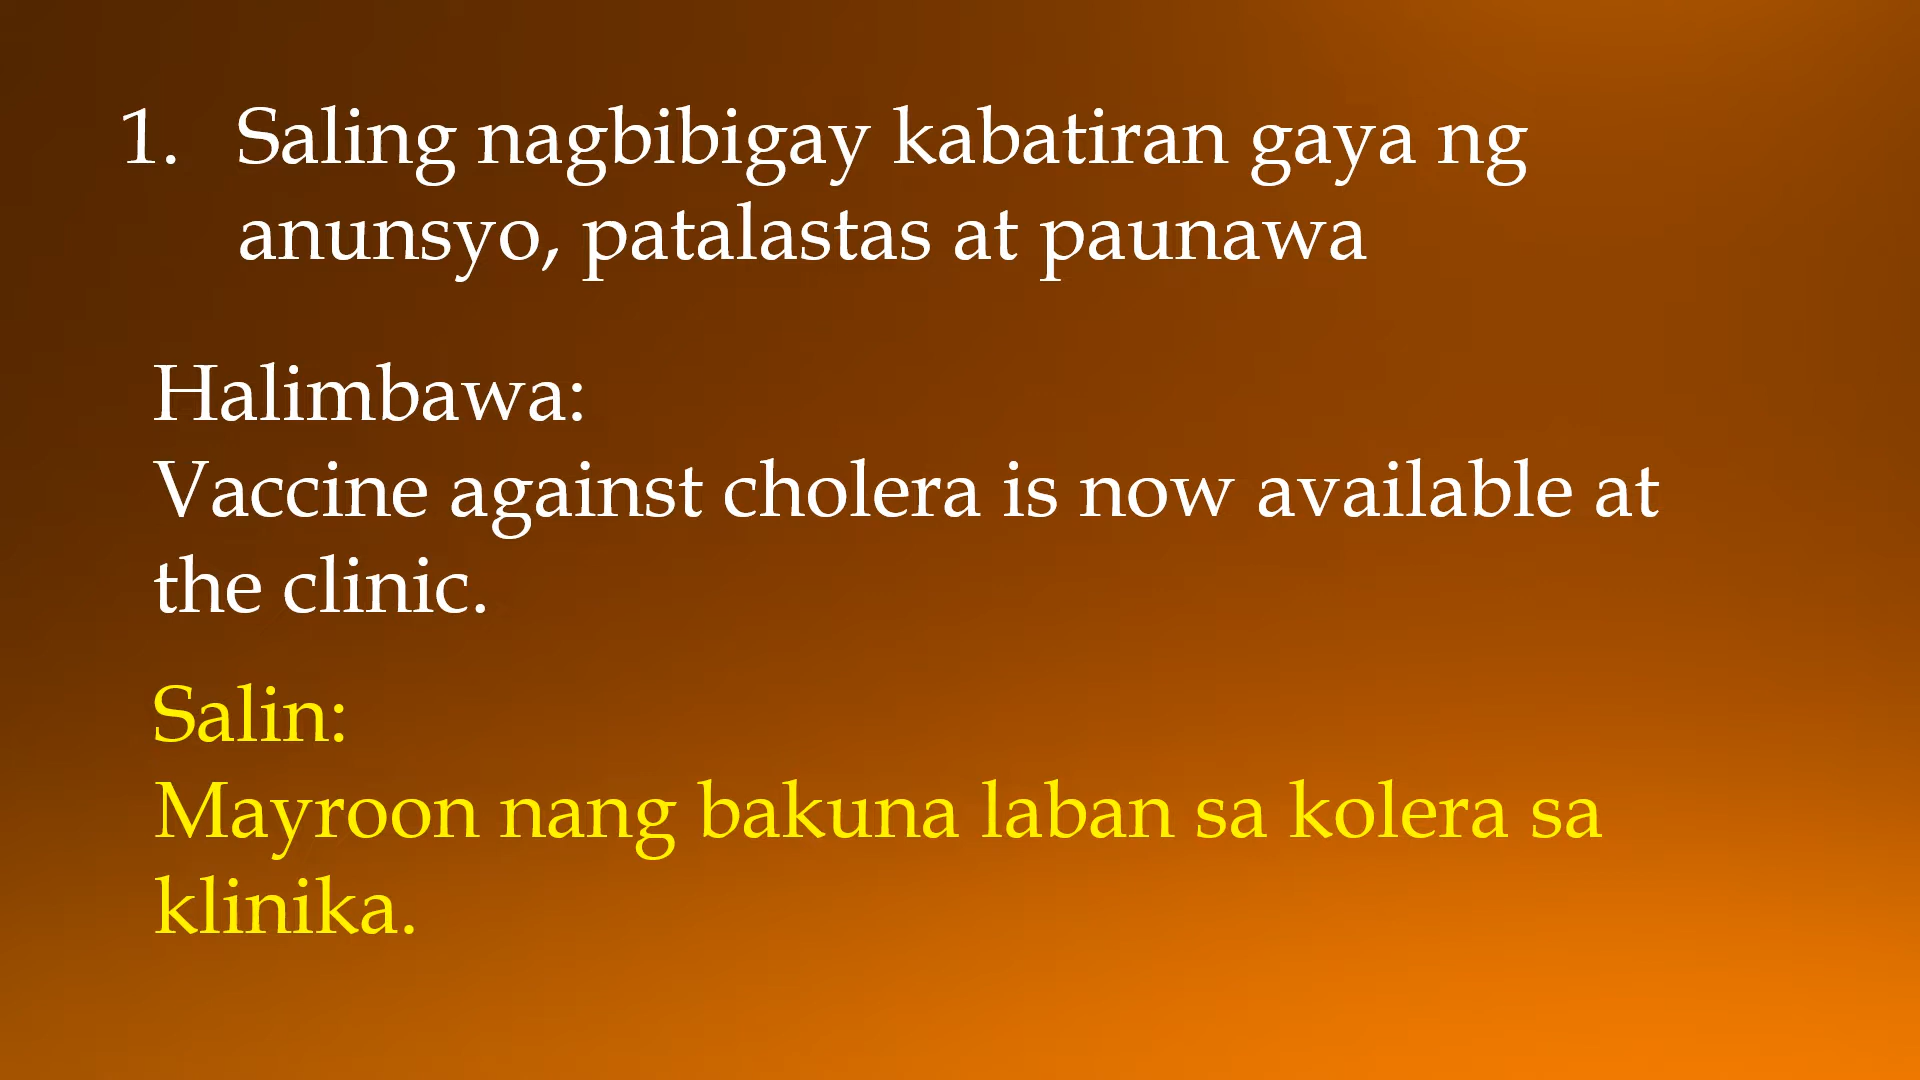 1. Saling nagbibigay kabatiran gaya ng
anunsyo, patalastas at paunawa
Halimbawa:
Vaccine against cholera is now available at
the clinic.
Salin:
Mayroon nang bakuna laban sa kolera sa
klinika.